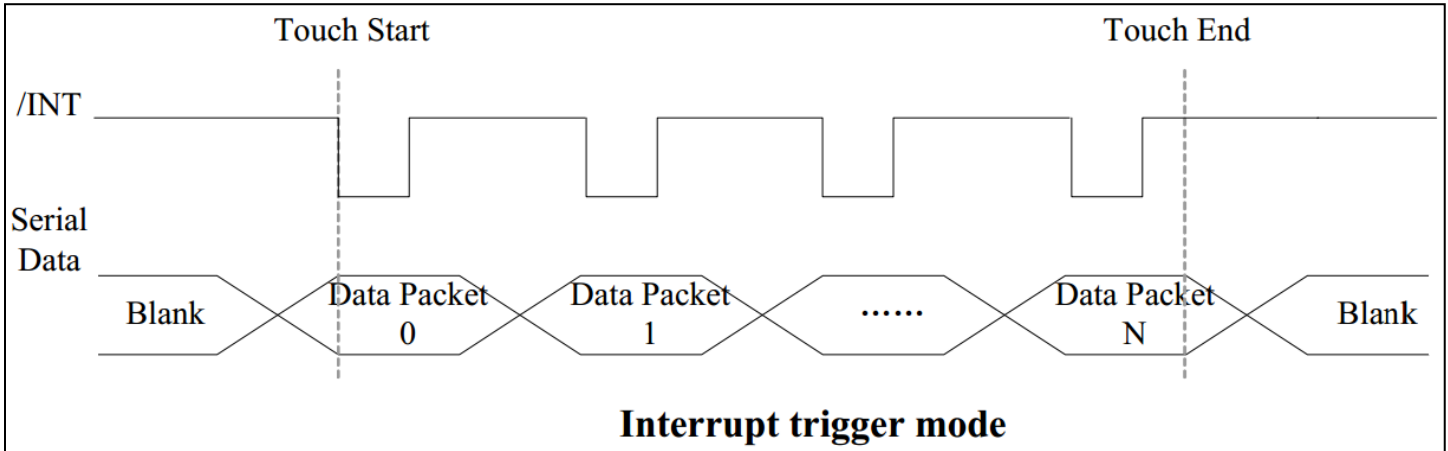 Touch Start
Touch End
/INT
Serial
Data
Blank
Data Packet
0
Data Packet
1
......
Data Packet
N
Blank
Interrupt trigger mode